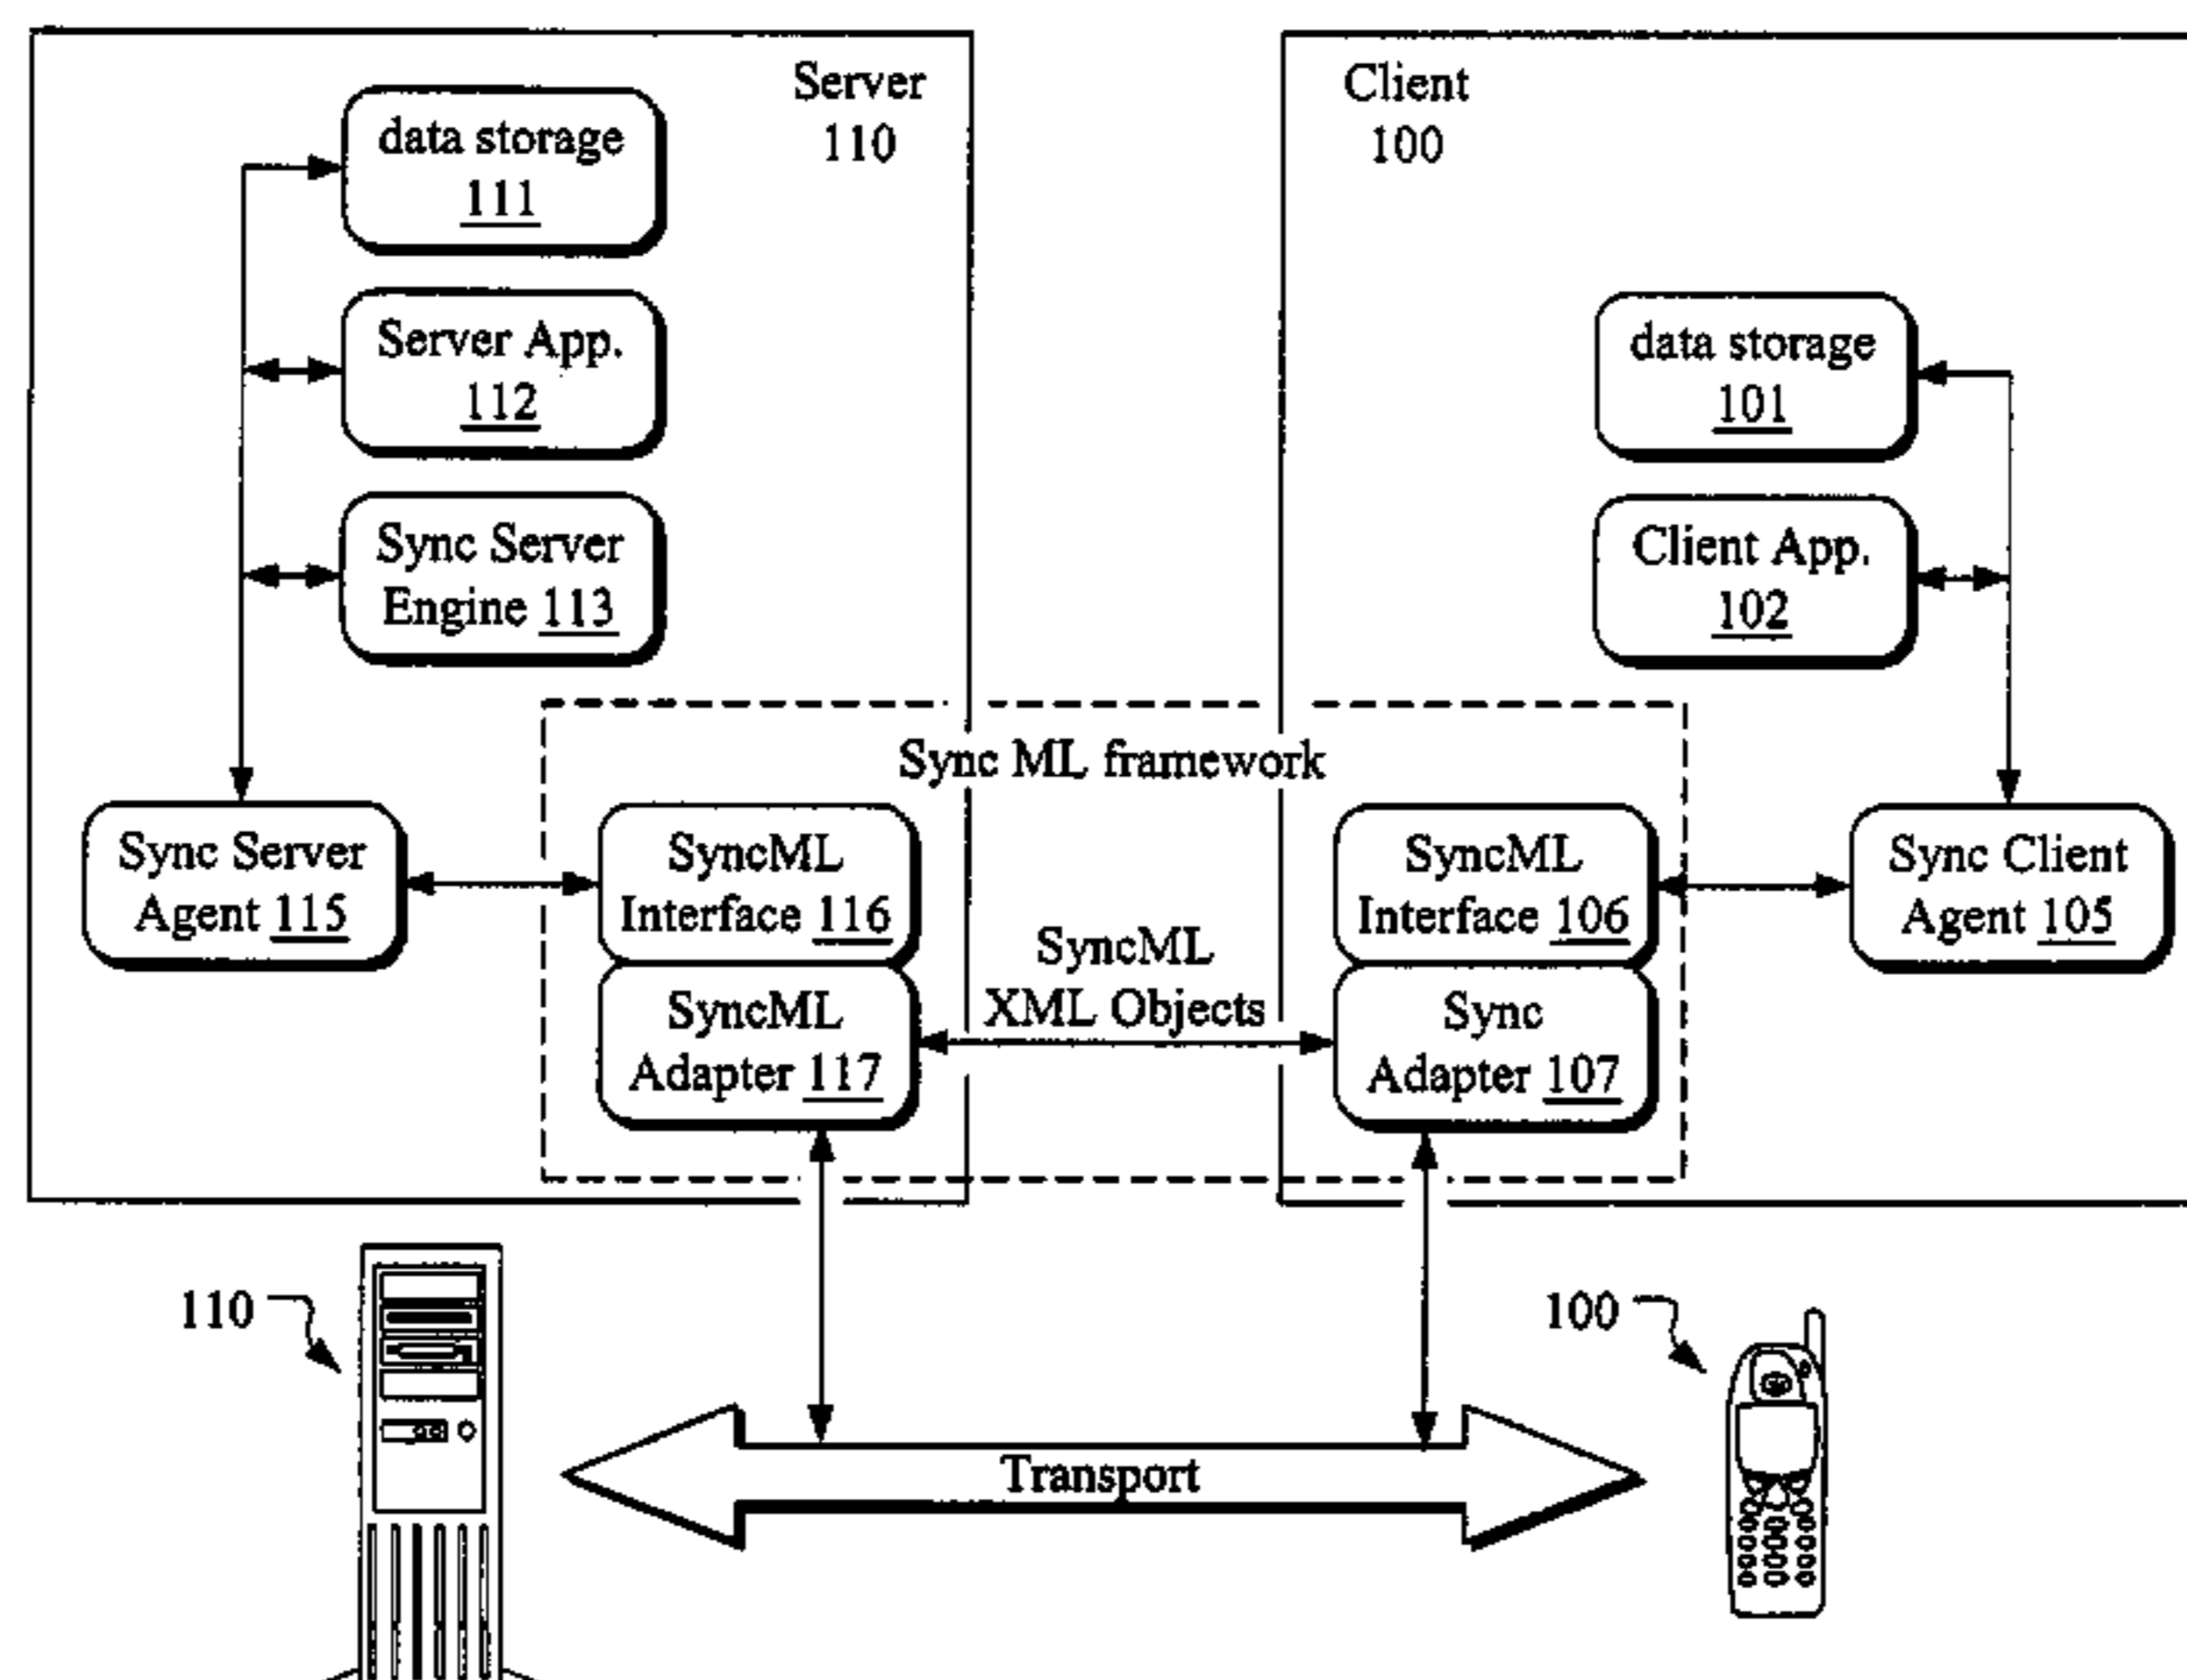 Server
110
data storage
111
Server App.
112
Sync Server
Engine 113
Client
100
data storage
101
Client App.
102
Sync ML framework
Sync Server
Agent 115
SyncML
Interface 116
SyncML
Adapter 117
SyncML
XML Objects
SyncML
Interface 106
Sync
Adapter 107
Sync Client
Agent 105
110
100
Transport